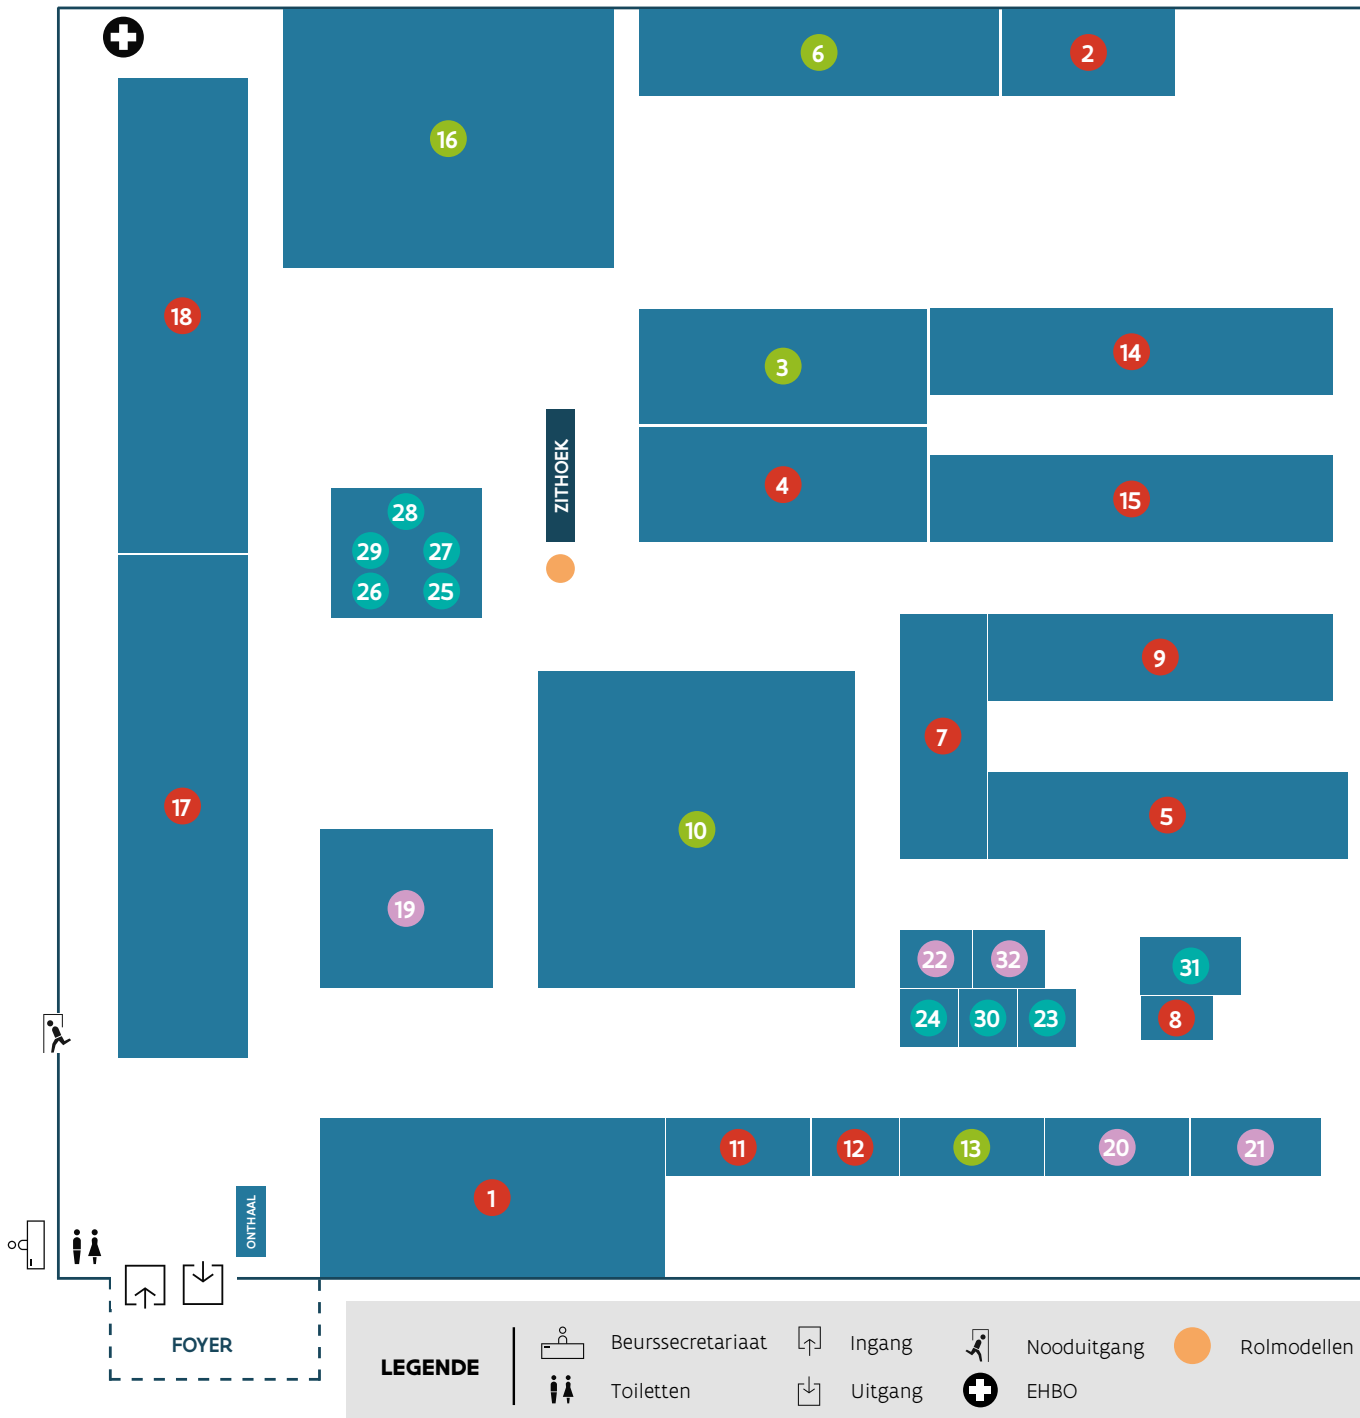 6
2
16
18
3
14
ZITHOEK
4
15
28
29
27
26
25
9
7
17
10
5
19
22
32
31
24
30
23
8
11
12
13
20
21
1
ONTHAAL
FOYER
LEGENDE
Beurssecretariaat
Ingang
Nooduitgang
Rolmodellen
Toiletten
Uitgang
EHBO